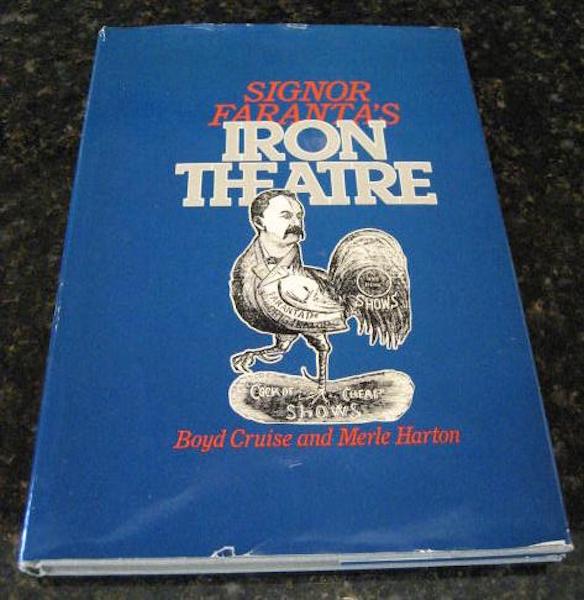 SIGNOR
FARANTA'S
IRON
THEATRE
SHOWS
COCK OF CHEAP
SHOWS
Boyd Cruise and Merle Harton